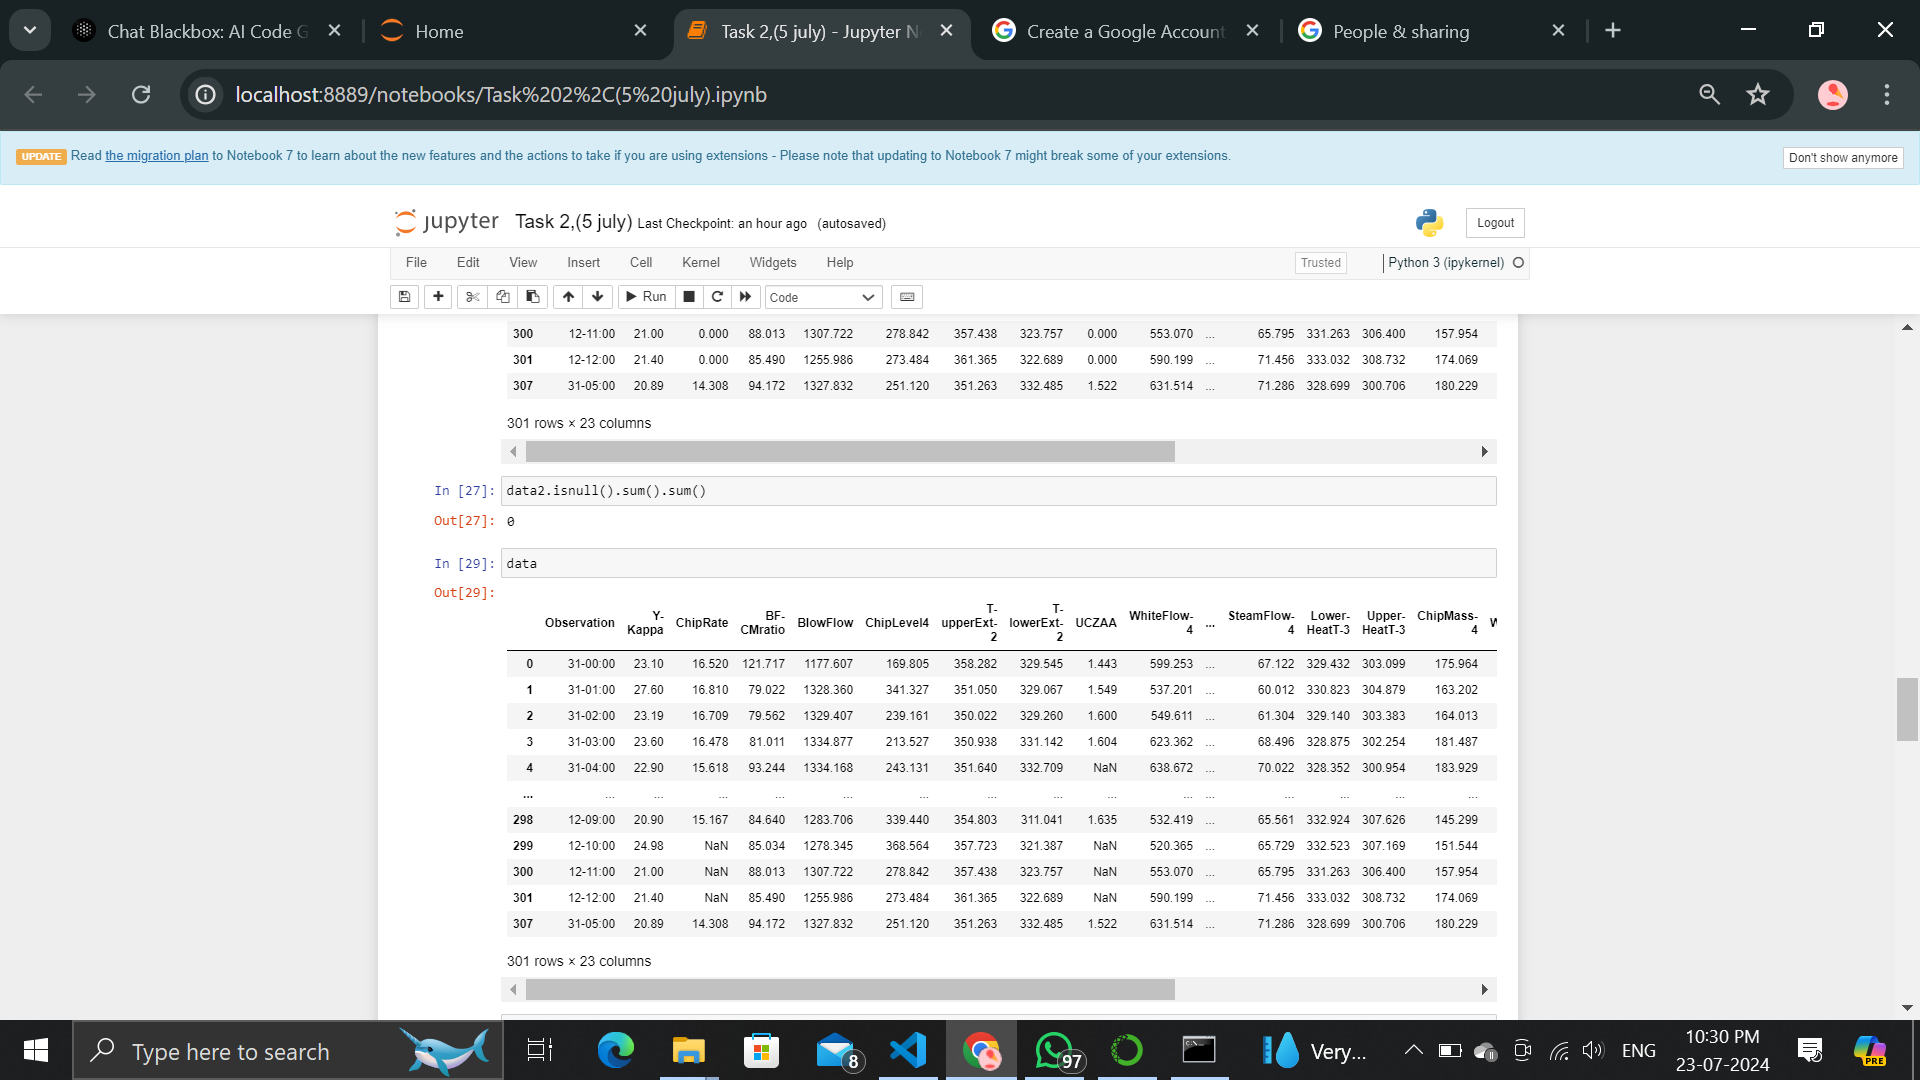 Chat Blackbox: AI Code G
Home
Task 2,(5 july) - Jupyter N
Create a Google Account
People & sharing
localhost:8889/notebooks/Task%202%2C(5%20july).ipynb
UPDATE Read the migration plan to Notebook 7 to learn about the new features and the actions to take if you are using extensions - Please note that updating to Notebook 7 might break some of your extensions.
Don't show anymore
jupyter Task 2,(5 july) Last Checkpoint: an hour ago (autosaved)
Logout
File Edit View Insert Cell Kernel Widgets Help
Trusted
Python 3 (ipykernel)
Run
Code
300 12-11:00 21.00 0.000 88.013 1307.722 278.842 357.438 323.757 0.000 553.070 ... 65.795 331.263 306.400 157.954
301 12-12:00 21.40 0.000 85.490 1255.986 273.484 361.365 322.689 0.000 590.199 ... 71.456 333.032 308.732 174.069
307 31-05:00 20.89 14.308 94.172 1327.832 251.120 351.263 332.485 1.522 631.514 ... 71.286 328.699 300.706 180.229
301 rows × 23 columns
In [27]: data2.isnull().sum().sum()
Out[27]: 0
In [29]: data
Out[29]:
Observation Y-Kappa ChipRate BF-CMratio BlowFlow ChipLevel4 T-upperExt-2 T-lowerExt-2 UCZAA WhiteFlow-4 ... SteamFlow-4 Lower-HeatT-3 Upper-HeatT-3 ChipMass-4
0 31-00:00 23.10 16.520 121.717 1177.607 169.805 358.282 329.545 1.443 599.253 ... 67.122 329.432 303.099 175.964
1 31-01:00 27.60 16.810 79.022 1328.360 341.327 351.050 329.067 1.549 537.201 ... 60.012 330.823 304.879 163.202
2 31-02:00 23.19 16.709 79.562 1329.407 239.161 350.022 329.260 1.600 549.611 ... 61.304 329.140 303.383 164.013
3 31-03:00 23.60 16.478 81.011 1334.877 213.527 350.938 331.142 1.604 623.362 ... 68.496 328.875 302.254 181.487
4 31-04:00 22.90 15.618 93.244 1334.168 243.131 351.640 332.709 NaN 638.672 ... 70.022 328.352 300.954 183.929
... ... ... ... ... ... ... ... ... ... ... ... ... ... ... ...
298 12-09:00 20.90 15.167 84.640 1283.706 339.440 354.803 311.041 1.635 532.419 ... 65.561 332.924 307.626 145.299
299 12-10:00 24.98 NaN 85.034 1278.345 368.564 357.723 321.387 NaN 520.365 ... 65.729 332.523 307.169 151.544
300 12-11:00 21.00 NaN 88.013 1307.722 278.842 357.438 323.757 NaN 553.070 ... 65.795 331.263 306.400 157.954
301 12-12:00 21.40 NaN 85.490 1255.986 273.484 361.365 322.689 NaN 590.199 ... 71.456 333.032 308.732 174.069
307 31-05:00 20.89 14.308 94.172 1327.832 251.120 351.263 332.485 1.522 631.514 ... 71.286 328.699 300.706 180.229
301 rows × 23 columns
Type here to search
8
97
Very...
ENG
10:30 PM
23-07-2024
PRE